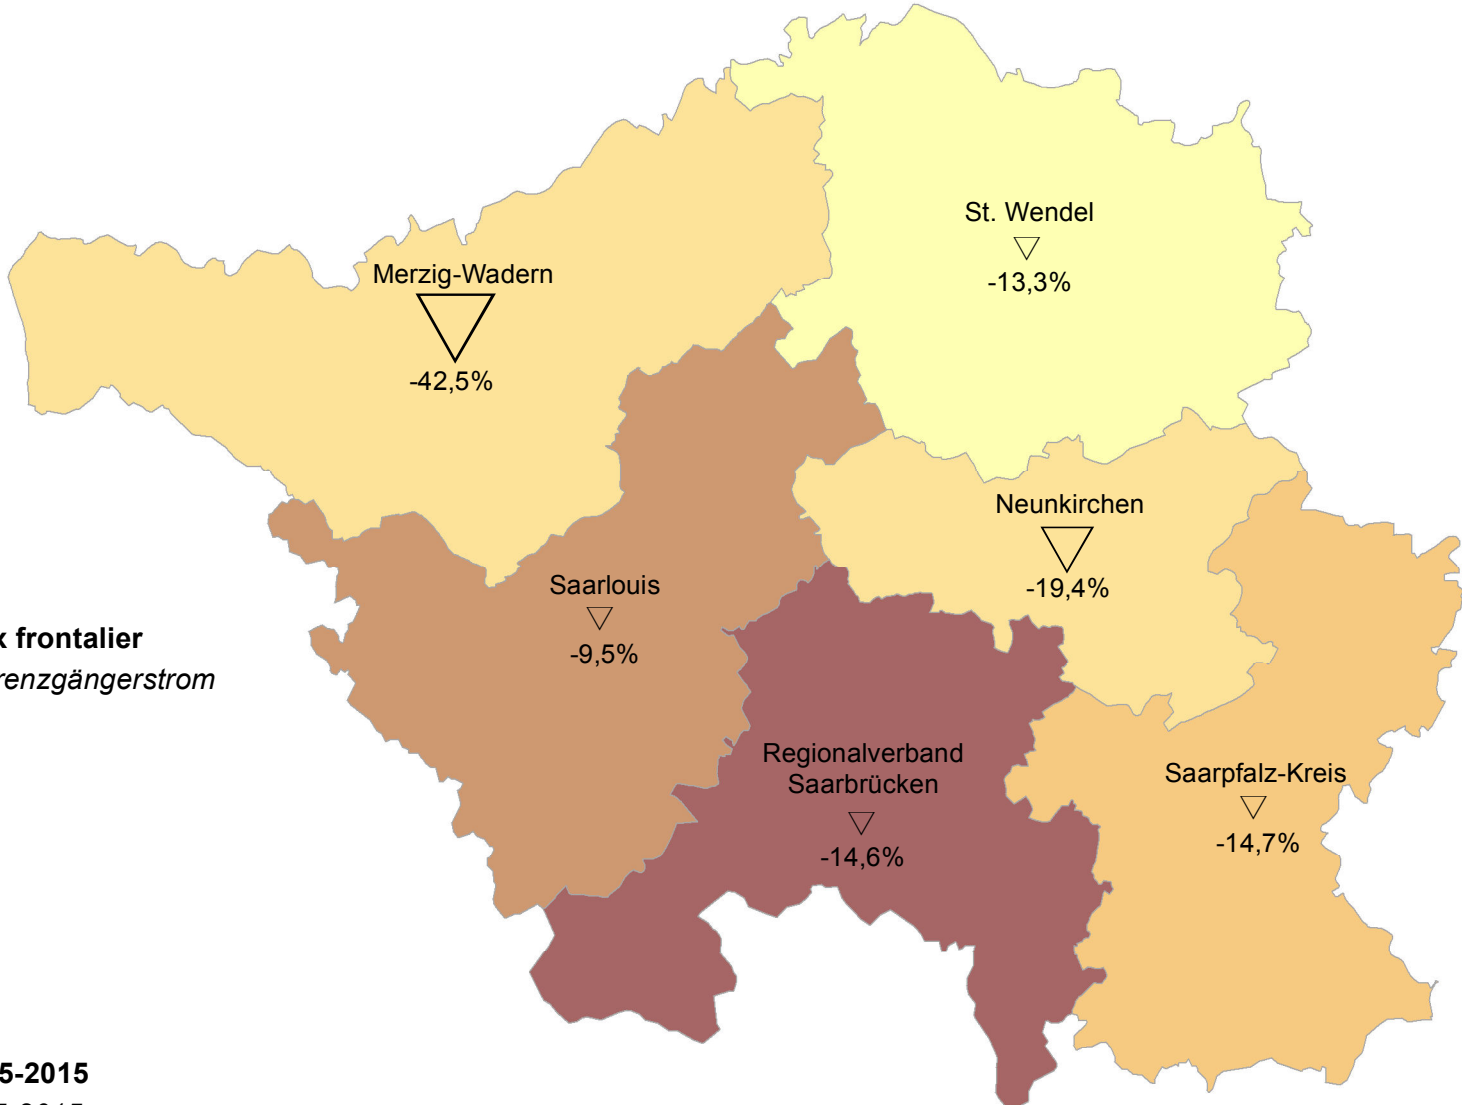 St. Wendel
-13,3%
Merzig-Wadern
-42,5%
Neunkirchen
-19,4%
Saarlouis
-9,5%
frontalier
Regionalverband
Saarbrücken
-14,6%
Saarpfalz-Kreis
-14,7%
5-2015